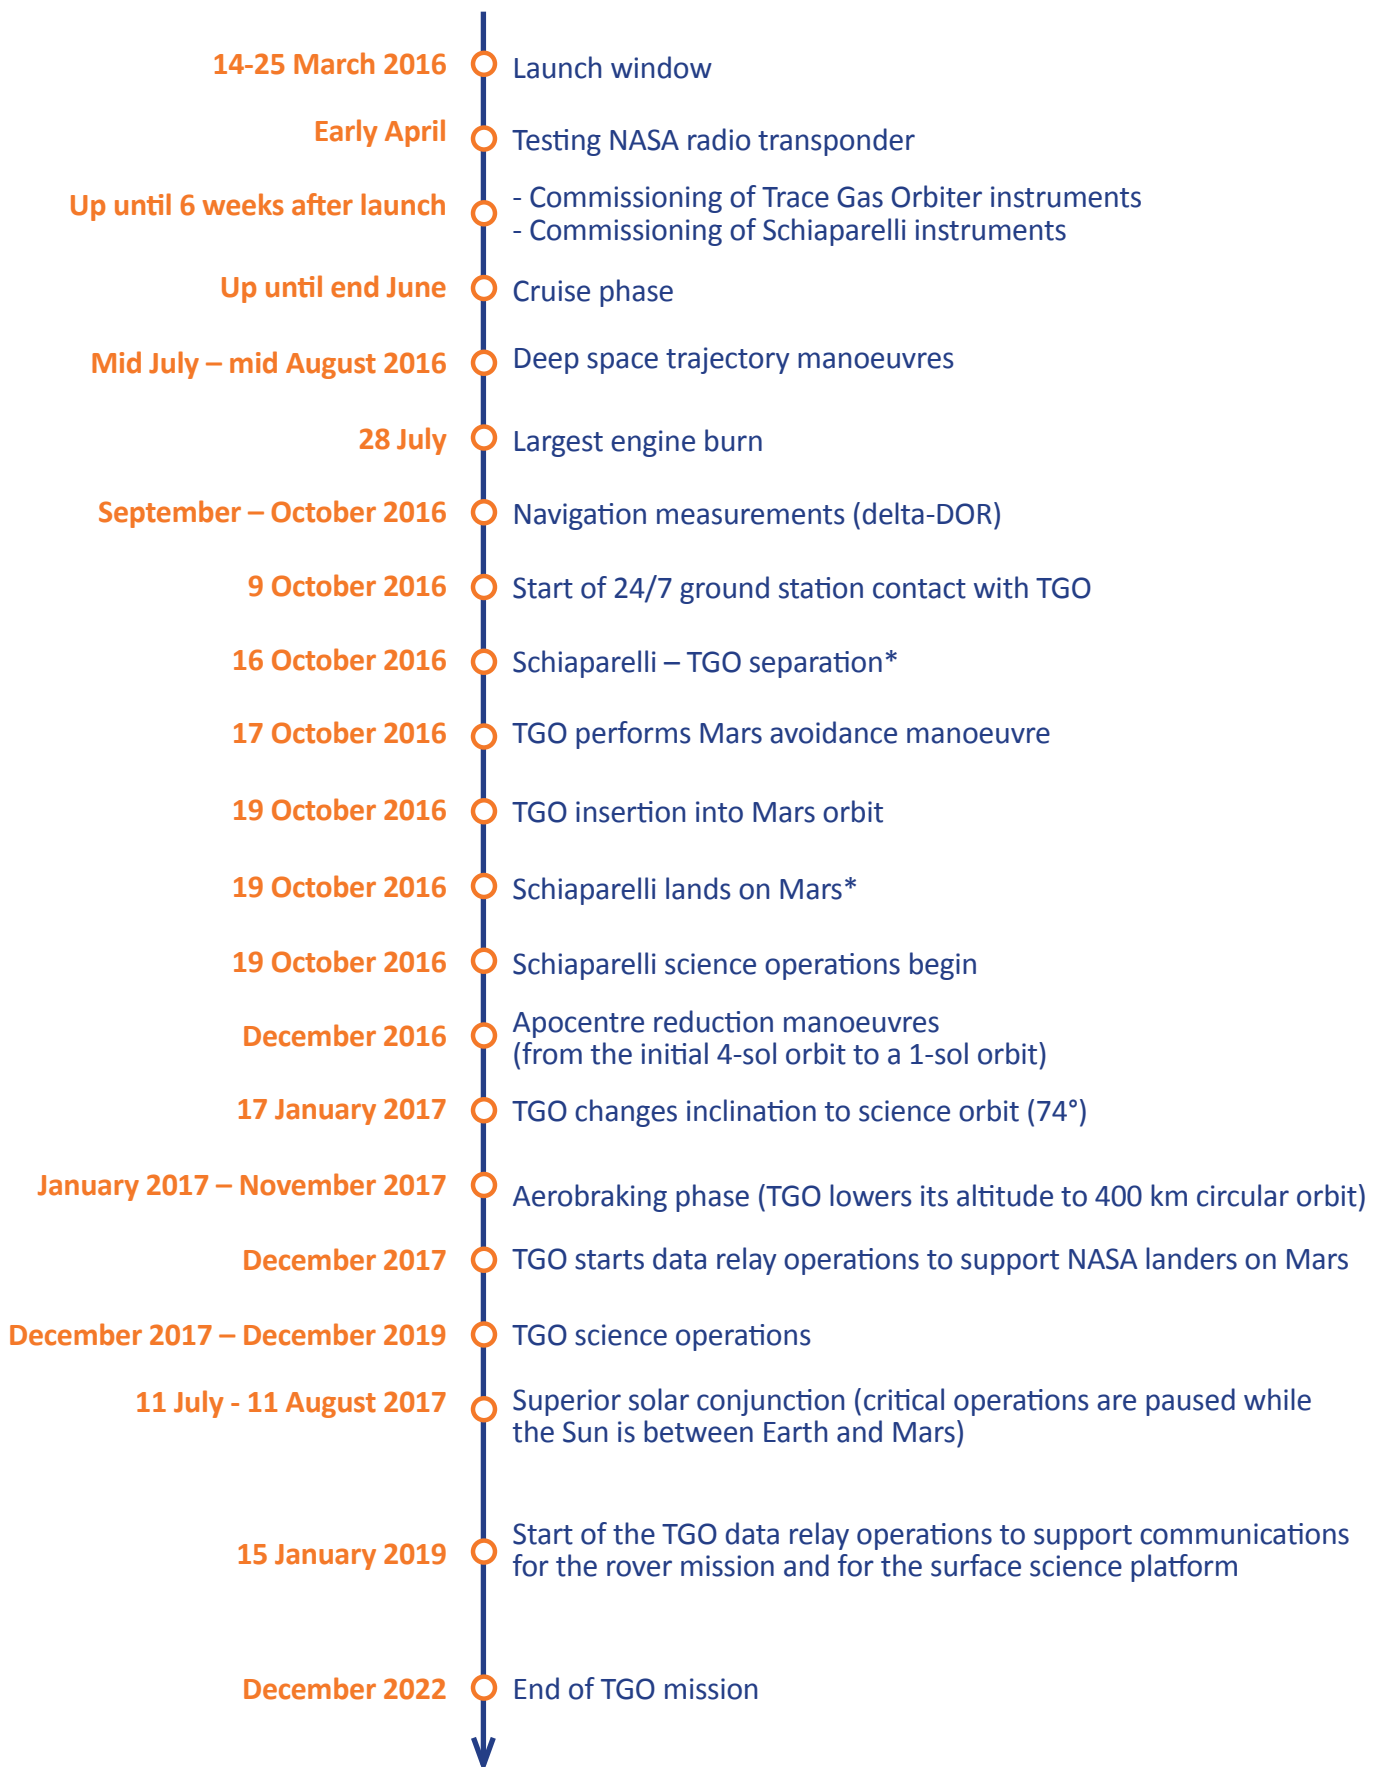 14-25 March 2016
Launch window
Early April
Testing NASA radio transponder
Up until 6 weeks after launch
- Commissioning of Trace Gas Orbiter instruments
- Commissioning of Schiaparelli instruments
Up until end June
Cruise phase
Mid July – mid August 2016
Deep space trajectory manoeuvres
28 July
Largest engine burn
September – October 2016
Navigation measurements (delta-DOR)
9 October 2016
Start of 24/7 ground station contact with TGO
16 October 2016
Schiaparelli – TGO separation*
17 October 2016
TGO performs Mars avoidance manoeuvre
19 October 2016
TGO insertion into Mars orbit
19 October 2016
Schiaparelli lands on Mars*
19 October 2016
Schiaparelli science operations begin
December 2016
Apocentre reduction manoeuvres
(from the initial 4-sol orbit to a 1-sol orbit)
17 January 2017
TGO changes inclination to science orbit (74°)
January 2017 – November 2017
Aerobraking phase (TGO lowers its altitude to 400 km circular orbit)
December 2017
TGO starts data relay operations to support NASA landers on Mars
December 2017 – December 2019
TGO science operations
11 July - 11 August 2017
Superior solar conjunction (critical operations are paused while
the Sun is between Earth and Mars)
15 January 2019
Start of the TGO data relay operations to support communications
for the rover mission and for the surface science platform
December 2022
End of TGO mission